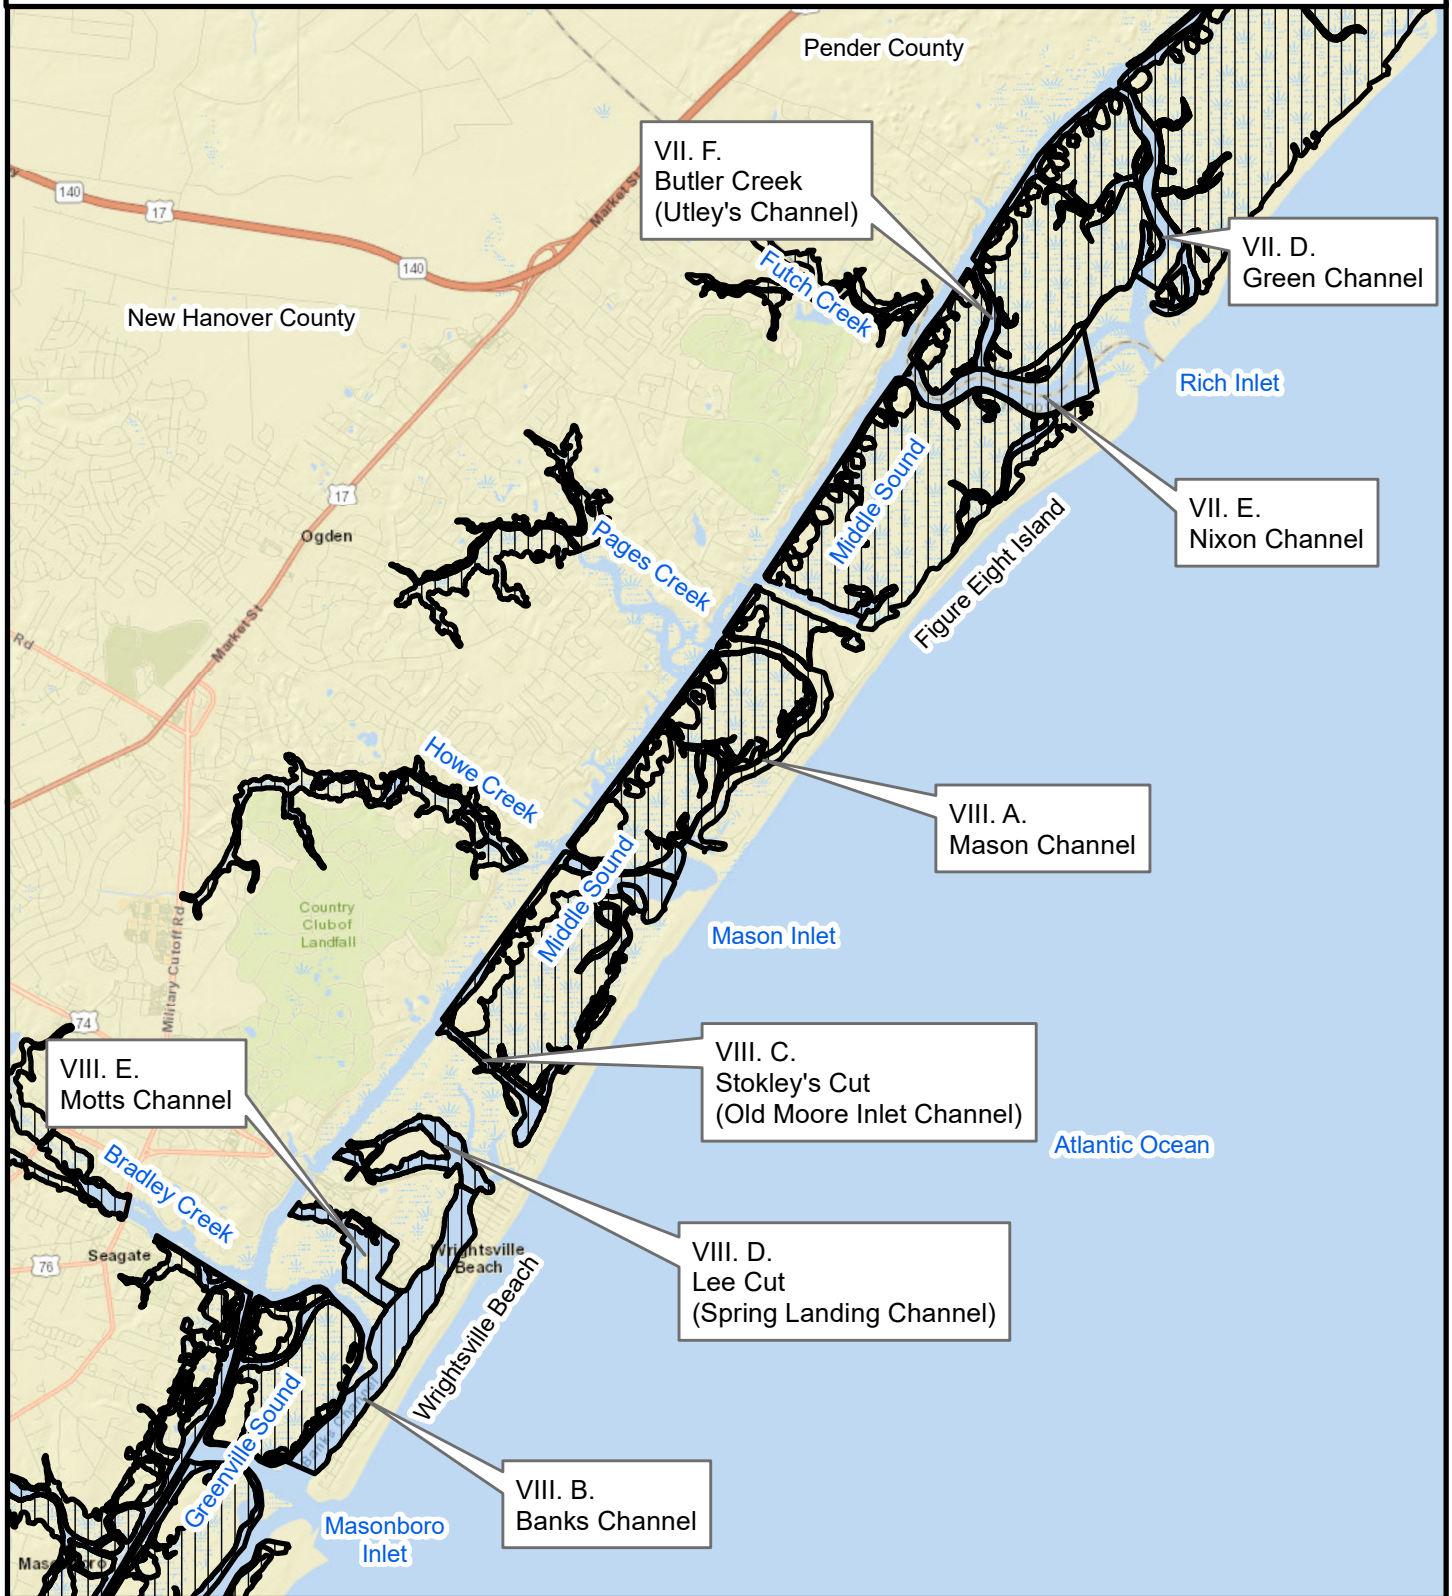 Pender County
VII. F.
Butler Creek
(Utley's Channel)
140
17
Market St
140
VII. D.
Green Channel
Futch Creek
New Hanover County
Rich Inlet
17
Ogden
Middle Sound
VII. E.
Nixon Channel
Pages Creek
Figure Eight Island
Market St
Rd
Howe Creek
VIII. A.
Mason Channel
Middle Sound
Country
Club of
Landfall
Military Cutoff Rd
Mason Inlet
74
VIII. E.
Motts Channel
VIII. C.
Stokley's Cut
(Old Moore Inlet Channel)
Atlantic Ocean
Bradley Creek
Seagate
76
Wrightsville
Beach
VIII. D.
Lee Cut
(Spring Landing Channel)
Wrightsville Beach
Banks Channel
Greenville Sound
VIII. B.
Banks Channel
Masonboro
Inlet
Masonboro